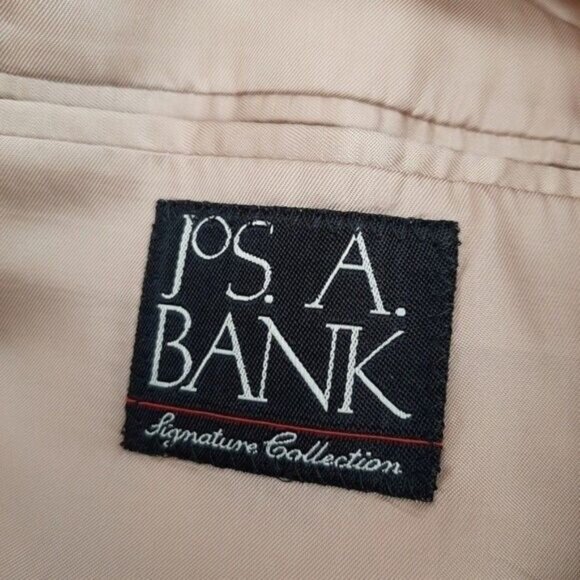 JOS. A.
BANK
Signature Collection